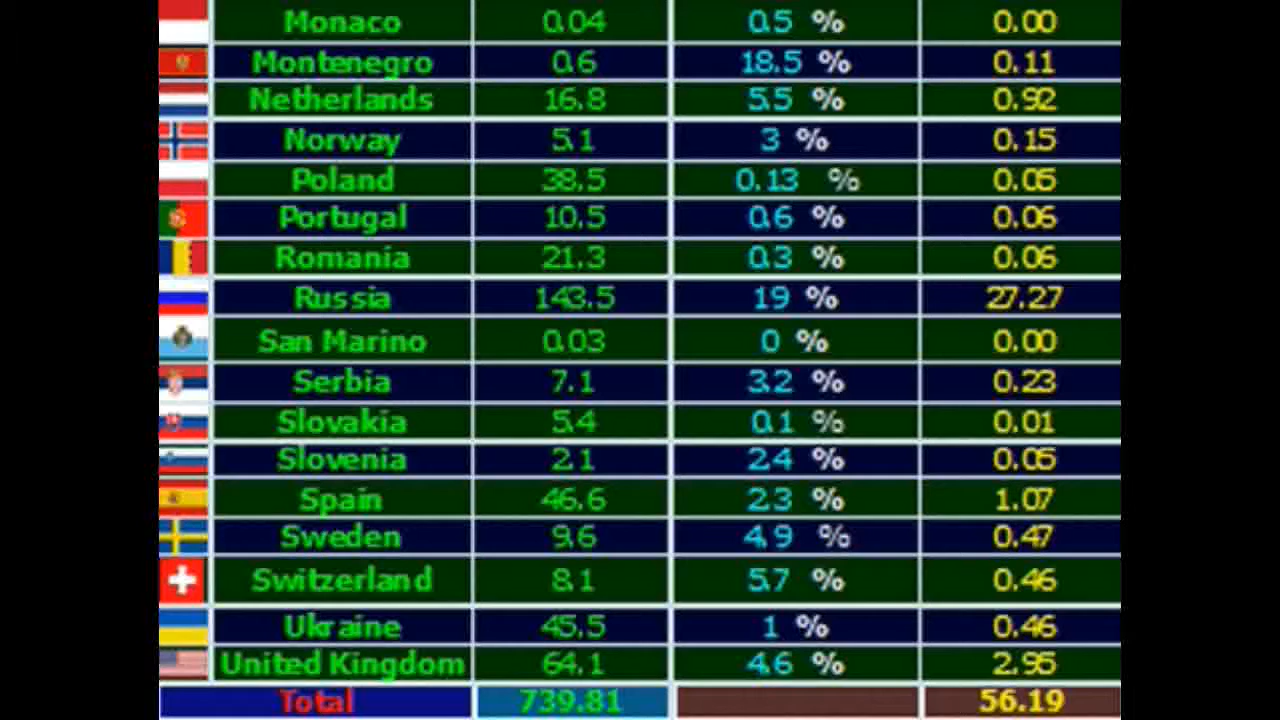 Monaco 0.04 0.5 % 0.00
Montenegro 0.6 18.5 % 0.11
Netherlands 16.8 5.5 % 0.92
Norway 5.1 3 % 0.15
Poland 38.5 0.13 % 0.05
Portugal 10.5 0.6 % 0.06
Romania 21.3 0.3 % 0.06
Russia 143.5 19 % 27.27
San Marino 0.03 0 % 0.00
Serbia 7.1 3.2 % 0.23
Slovakia 5.4 0.1 % 0.01
Slovenia 2.1 2.4 % 0.05
Spain 46.6 2.3 % 1.07
Sweden 9.6 4.9 % 0.47
Switzerland 8.1 5.7 % 0.46
Ukraine 45.5 1 % 0.46
United Kingdom 64.1 4.6 % 2.95
Total 739.81 56.19